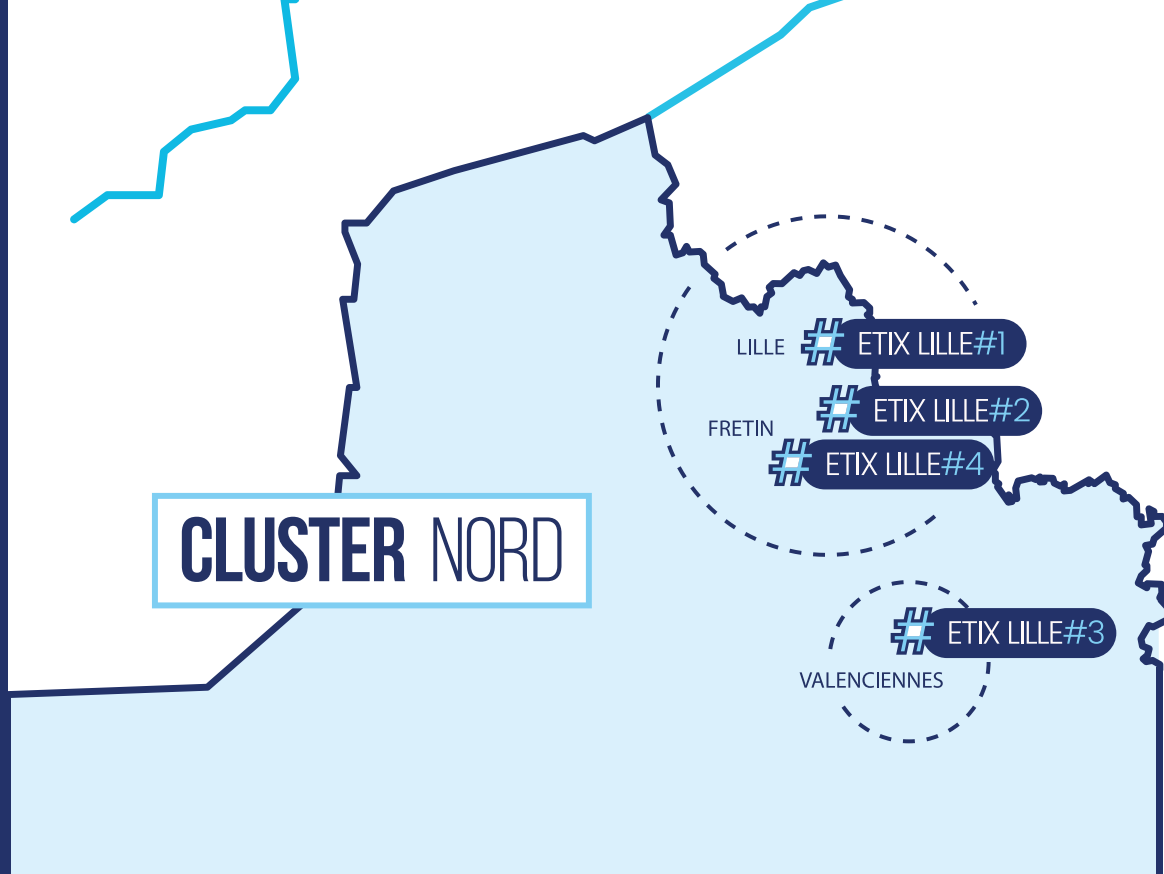 LILLE
# ETIX LILLE#1
# ETIX LILLE#2
FRETIN
# ETIX LILLE#4
CLUSTER NORD
# ETIX LILLE#3
VALENCIENNES